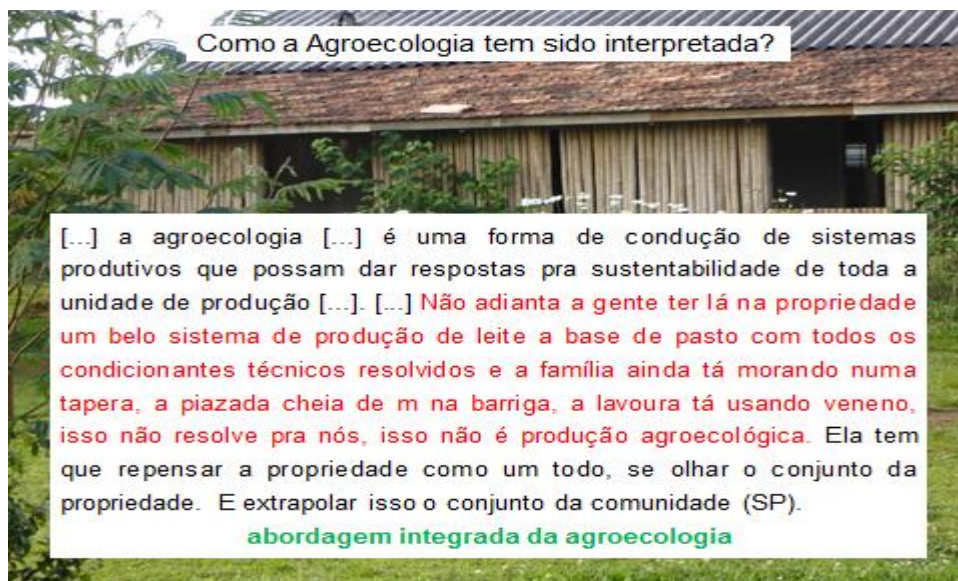 Como a Agroecologia tem sido interpretada?
[...] a agroecologia [...] é uma forma de condução de sistemas
produtivos que possam dar respostas pra sustentabilidade de toda a
unidade de produção [...]. [...] Não adianta a gente ter lá na propriedade
um belo sistema de produção de leite a base de pasto com todos os
condicionantes técnicos resolvidos e a família ainda tá morando numa
tapera, a piazada cheia de m na barriga, a lavoura tá usando veneno,
isso não resolve pra nós, isso não é produção agroecológica. Ela tem
que repensar a propriedade como um todo, se olhar o conjunto da
propriedade. E extrapolar isso o conjunto da comunidade (SP).
abordagem integrada da agroecologia